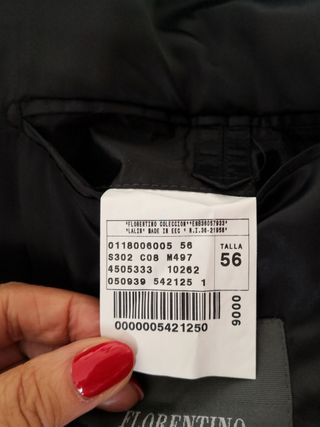 "FLORENTINO COLECCION""ENB36057933"
"LALIN" MADE IN EEC * R.I.36-21958"
0118006005 56
S302 C08 M497
4505333 10262
050939 542125 1
TALLA
56
0000005421250
9000
FLORENTINO